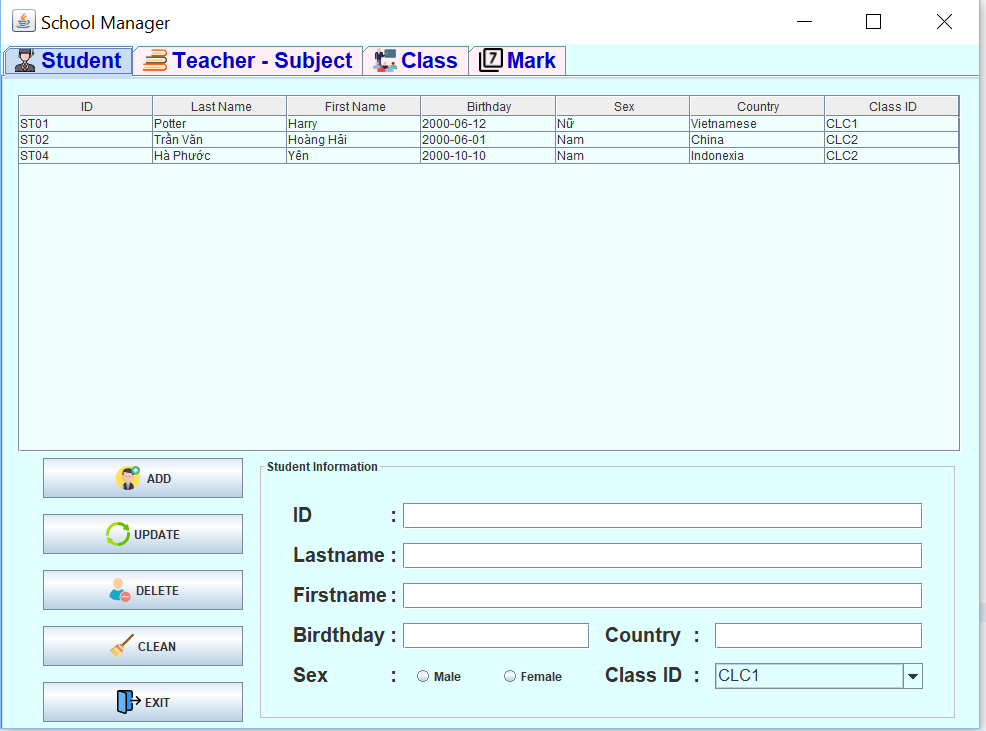 School Manager
Student Teacher - Subject Class 7 Mark
ID Last Name First Name Birthday Sex Country Class ID
ST01 Potter Harry 2000-06-12 Nữ Vietnamese CLC1
ST02 Trần Văn Hoàng Hải 2000-06-01 Nam China CLC2
ST04 Hà Phước Yên 2000-10-10 Nam Indonexia CLC2
ADD
UPDATE
DELETE
CLEAN
EXIT
Student Information
ID :
Lastname :
Firstname :
Birdthday : Country :
Sex : Male Female Class ID : CLC1